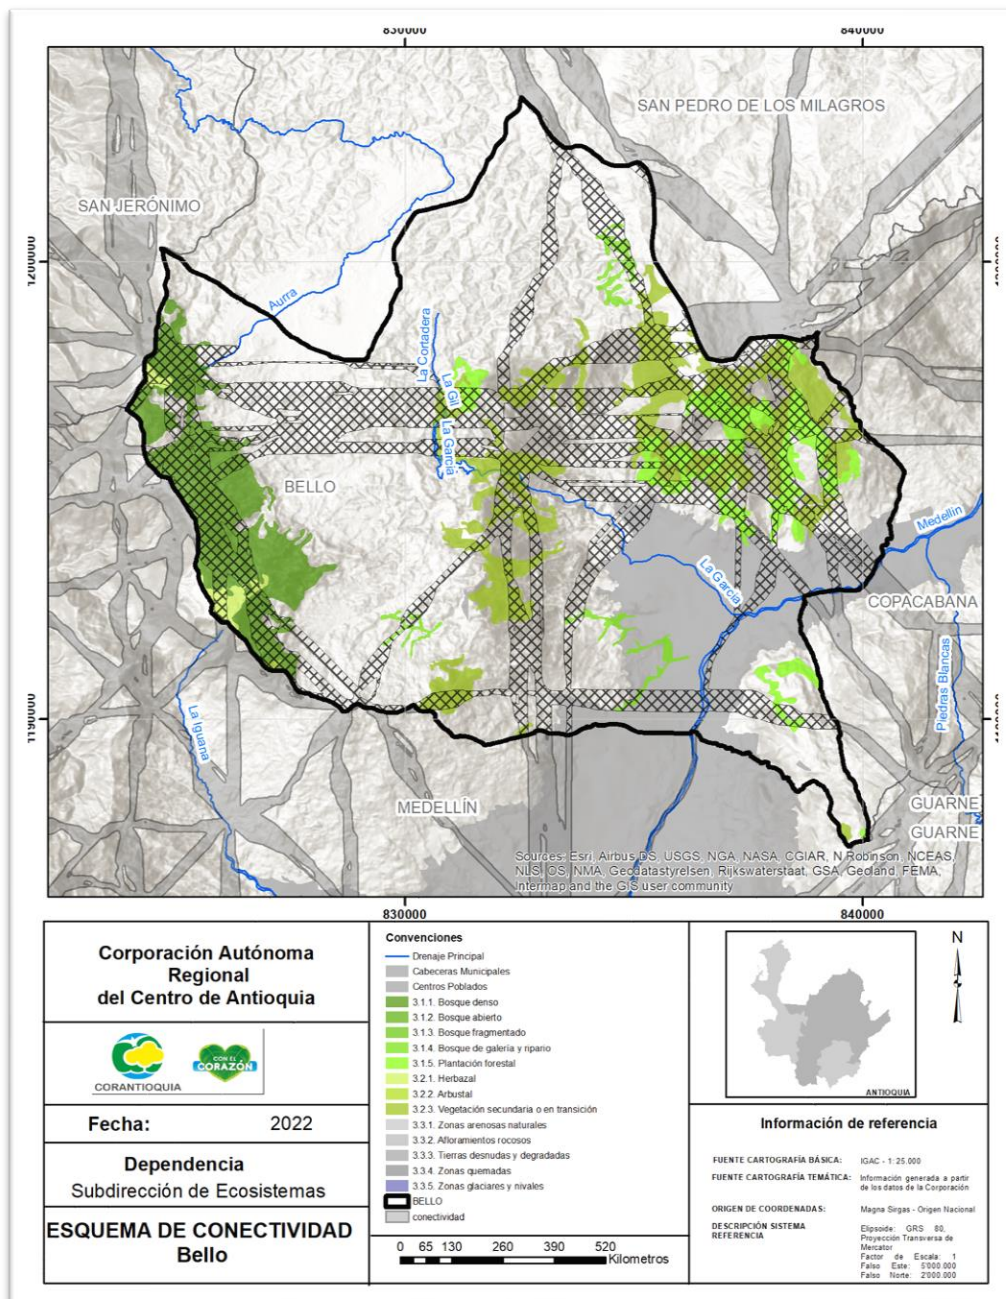 830000
840000
SAN PEDRO DE LOS MILAGROS
SAN JERÓNIMO
1200000
1200000
Aurra
La Cortadera
La Gil
La García
BELLO
Medellín
La García
COPACABANA
Piedras Blancas
1190000
1190000
La Iguana
MEDELLÍN
GUARNE
GUARNE
Sources: Esri, Airbus DS, USGS, NGA, NASA, CGIAR, N Robinson, NCEAS,
NLS, OS, NMA, Geodatastyrelsen, Rijkswaterstaat, GSA, Geoland, FEMA,
Intermap and the GIS user community
830000
840000
Corporación Autónoma
Regional
del Centro de Antioquia
CORANTIOQUIA
CON EL
CORAZÓN
Fecha: 2022
Dependencia
Subdirección de Ecosistemas
ESQUEMA DE CONECTIVIDAD
Bello
Convenciones
Drenaje Principal
Cabeceras Municipales
Centros Poblados
3.1.1. Bosque denso
3.1.2. Bosque abierto
3.1.3. Bosque fragmentado
3.1.4. Bosque de galería y ripario
3.1.5. Plantación forestal
3.2.1. Herbazal
3.2.2. Arbustal
3.2.3. Vegetación secundaria o en transición
3.3.1. Zonas arenosas naturales
3.3.2. Afloramientos rocosos
3.3.3. Tierras desnudas y degradadas
3.3.4. Zonas quemadas
3.3.5. Zonas glaciares y nivales
BELLO
conectividad
0 65 130 260 390 520
Kilometros
N
ANTIOQUIA
Información de referencia
FUENTE CARTOGRAFÍA BÁSICA: IGAC - 1: 25.000
FUENTE CARTOGRAFÍA TEMÁTICA: Información generada a partir
de los datos de la Corporación
ORIGEN DE COORDENADAS: Magna Sirgas - Origen Nacional
DESCRIPCIÓN SISTEMA
REFERENCIA
Elipsoide: GRS 80,
Proyección Transversa de
Mercator
Factor de Escala: 1
Falso Este: 5'000.000
Falso Norte: 2'000.000